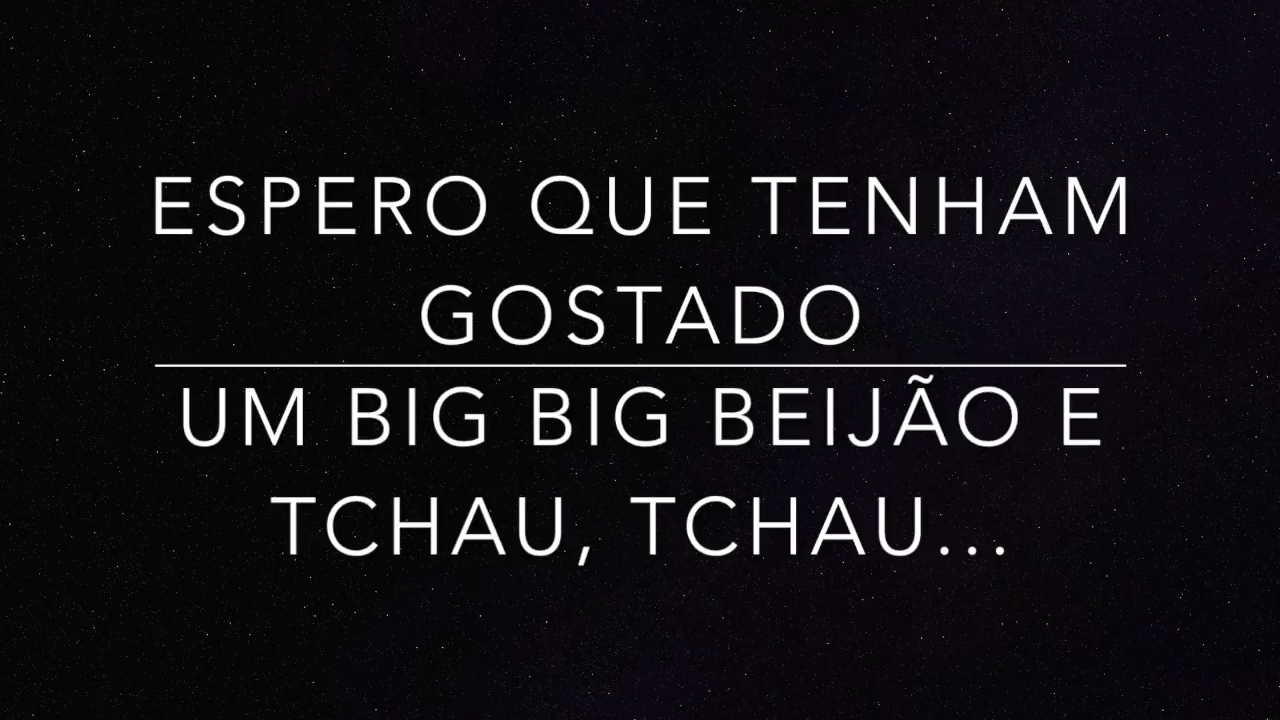 ESPERO QUE TENHAM
GOSTADO
UM BIG BIG BEIJÃO E
TCHAU, TCHAU...